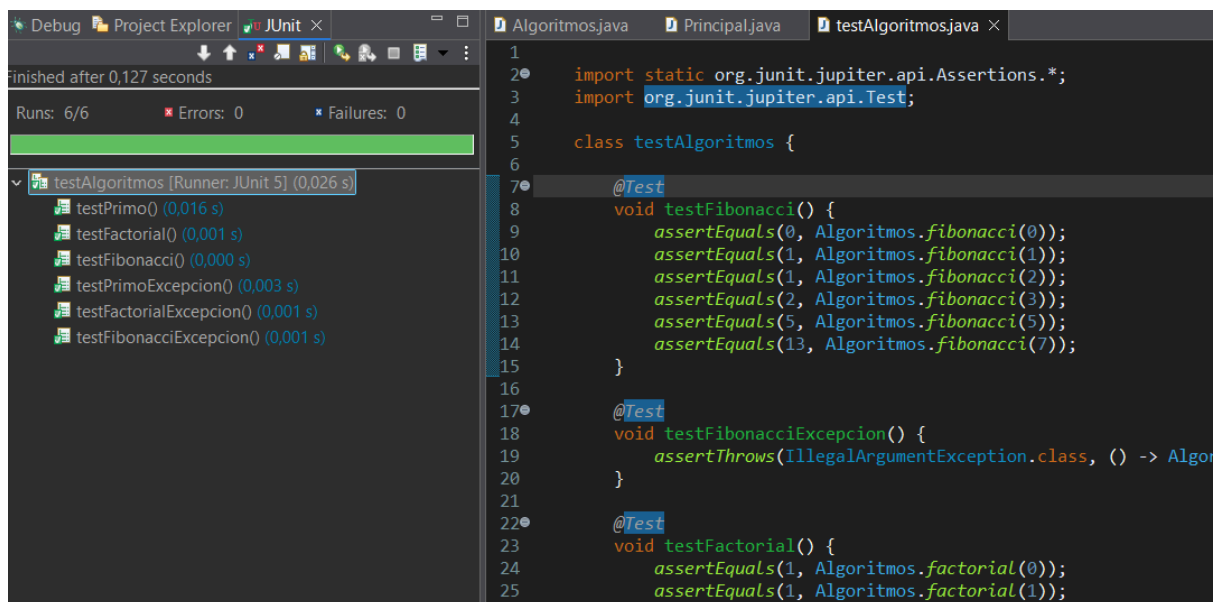 Debug Project Explorer JUnit
Finished after 0,127 seconds
Runs: 6/6 Errors: 0 Failures: 0
testAlgoritmos [Runner: JUnit 5] (0,026 s)
testPrimo() (0,016 s)
testFactorial() (0,001 s)
testFibonacci() (0,000 s)
testPrimoExcepcion() (0,003 s)
testFactorialExcepcion() (0,001 s)
testFibonacciExcepcion() (0,001 s)
Algoritmos.java Principal.java testAlgoritmos.java
1
2 import static org.junit.jupiter.api.Assertions.*;
3 import org.junit.jupiter.api.Test;
4
5 class testAlgoritmos {
6
7 @Test
8 void testFibonacci() {
9 assertEquals(0, Algoritmos.fibonacci(0));
10 assertEquals(1, Algoritmos.fibonacci(1));
11 assertEquals(1, Algoritmos.fibonacci(2));
12 assertEquals(2, Algoritmos.fibonacci(3));
13 assertEquals(5, Algoritmos.fibonacci(5));
14 assertEquals(13, Algoritmos.fibonacci(7));
15 }
16
17 @Test
18 void testFibonacciExcepcion() {
19 assertThrows(IllegalArgumentException.class, () -> Algor
20 }
21
22 @Test
23 void testFactorial() {
24 assertEquals(1, Algoritmos.factorial(0));
25 assertEquals(1, Algoritmos.factorial(1));